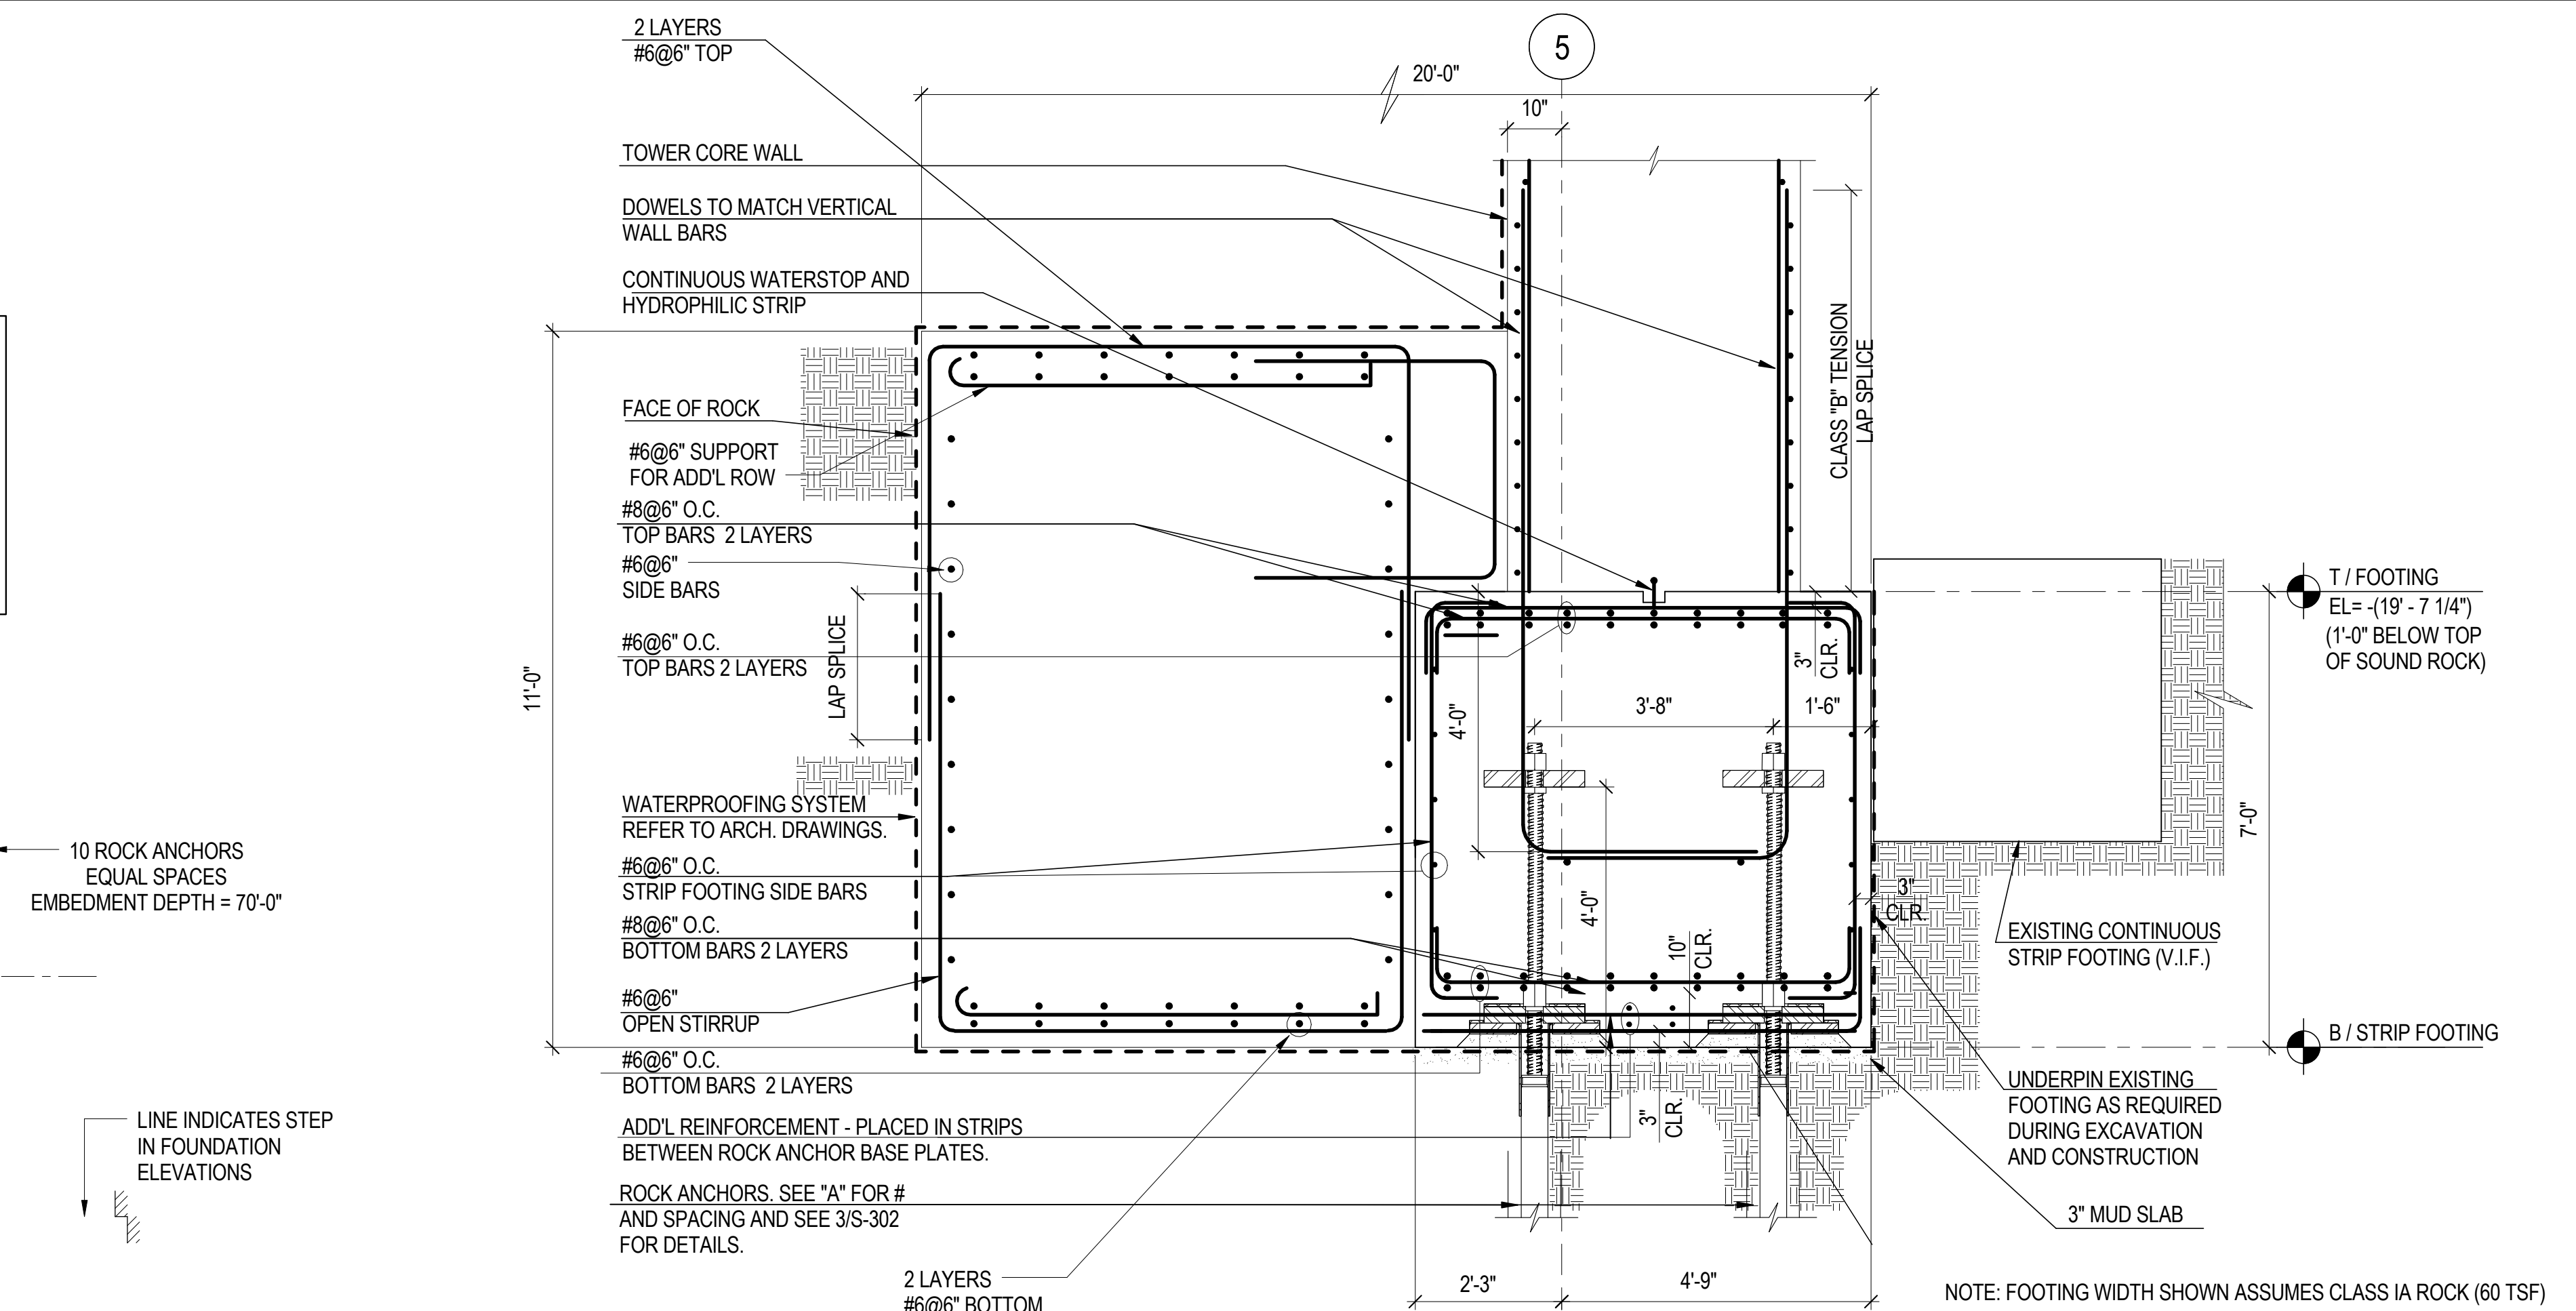 2 LAYERS
#6@6" TOP
5
20'-0"
10"
TOWER CORE WALL
DOWELS TO MATCH VERTICAL
WALL BARS
CONTINUOUS WATERSTOP AND
HYDROPHILIC STRIP
CLASS "B" TENSION
LAP SPLICE
FACE OF ROCK
#6@6" SUPPORT
FOR ADD'L ROW
#8@6" O.C.
TOP BARS 2 LAYERS
#6@6"
SIDE BARS
#6@6" O.C.
TOP BARS 2 LAYERS
LAP SPLICE
11'-0"
T / FOOTING
EL= -(19' - 7 1/4")
(1'-0" BELOW TOP
OF SOUND ROCK)
3"
CLR.
4'-0"
3'-8"
1'-6"
7'-0"
WATERPROOFING SYSTEM
REFER TO ARCH. DRAWINGS.
10 ROCK ANCHORS
EQUAL SPACES
EMBEDMENT DEPTH = 70'-0"
#6@6" O.C.
STRIP FOOTING SIDE BARS
4'-0"
10"
CLR.
3"
CLR.
#8@6" O.C.
BOTTOM BARS 2 LAYERS
EXISTING CONTINUOUS
STRIP FOOTING (V.I.F.)
#6@6"
OPEN STIRRUP
B / STRIP FOOTING
#6@6" O.C.
BOTTOM BARS 2 LAYERS
3"
CLR.
UNDERPIN EXISTING
FOOTING AS REQUIRED
DURING EXCAVATION
AND CONSTRUCTION
LINE INDICATES STEP
IN FOUNDATION
ELEVATIONS
ADD'L REINFORCEMENT - PLACED IN STRIPS
BETWEEN ROCK ANCHOR BASE PLATES.
ROCK ANCHORS. SEE "A" FOR #
AND SPACING AND SEE 3/S-302
FOR DETAILS.
3" MUD SLAB
2 LAYERS
#6@6" BOTTOM
2'-3"
4'-9"
NOTE: FOOTING WIDTH SHOWN ASSUMES CLASS IA ROCK (60 TSF)